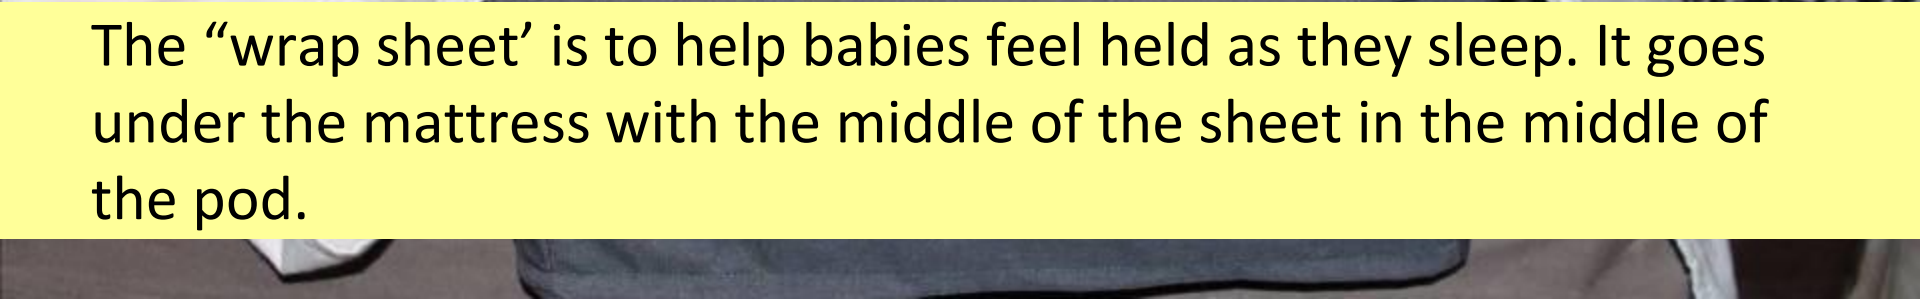 The “wrap sheet’ is to help babies feel held as they sleep. It goes
under the mattress with the middle of the sheet in the middle of
the pod.